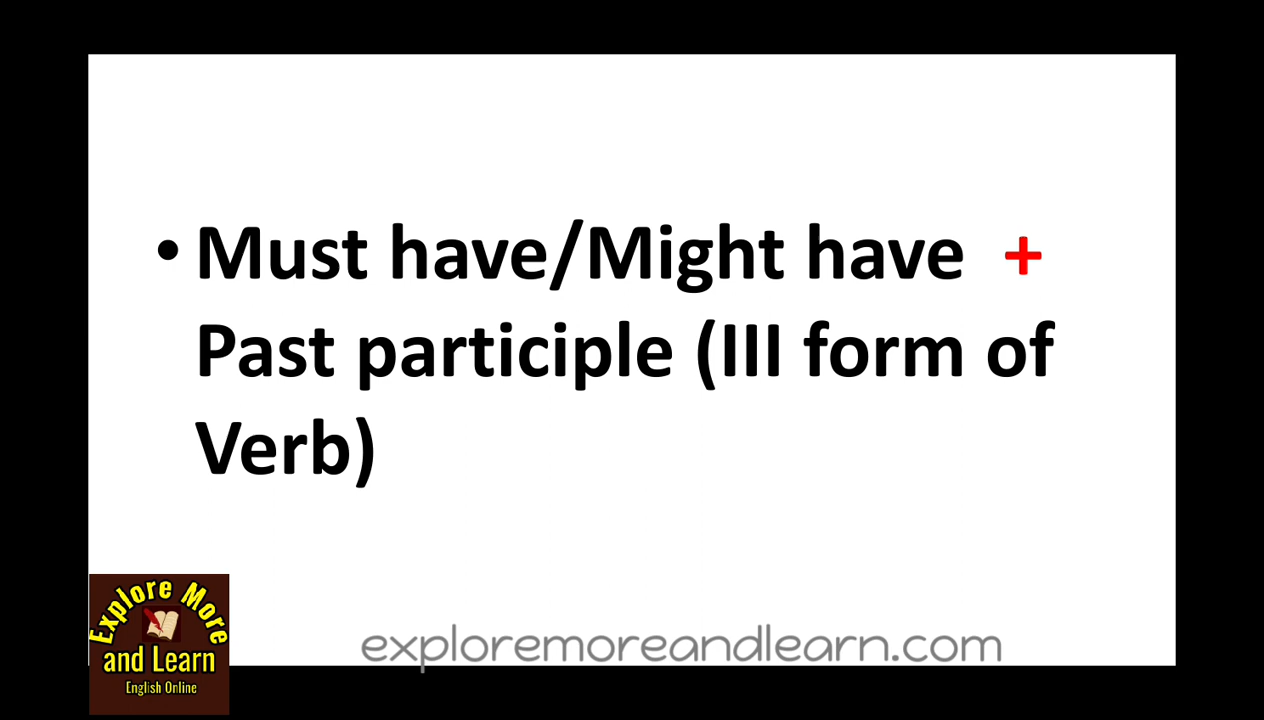 • Must have/Might have +
Past participle (III form of
Verb)
Explore More
and Learn
English Online
exploremoreandlearn.com